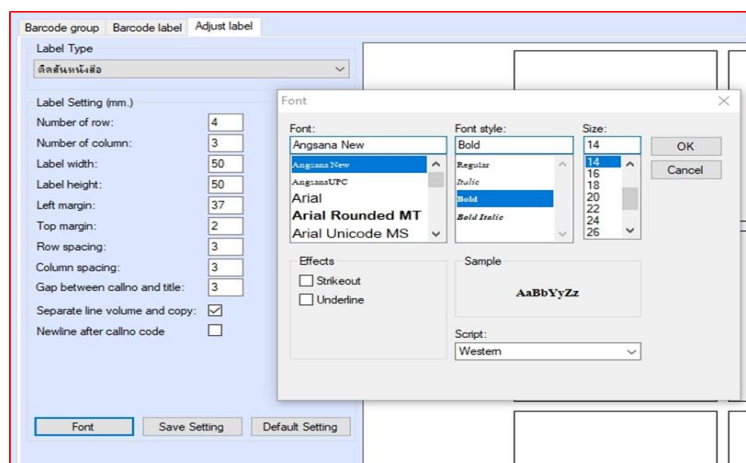 Barcode group Barcode label Adjust label
Label Type
ติดสันหนังสือ
Label Setting (mm.)
Number of row: 4
Number of column: 3
Label width: 50
Label height: 50
Left margin: 37
Top margin: 2
Row spacing: 3
Column spacing: 3
Gap between callno and title: 3
Separate line volume and copy:
Newline after callno code
Font Save Setting Default Setting
Font
Font: Font style: Size:
Angsana New Bold 14 OK
Cancel
Angsana New Regular 14
AngsanaUPC Italic 16
Arial Bold 18
Arial Rounded MT Bold Italic 20
Arial Unicode MS 22
24
26
Effects Sample
Strikeout
Underline
AaBbYyZz
Script:
Western